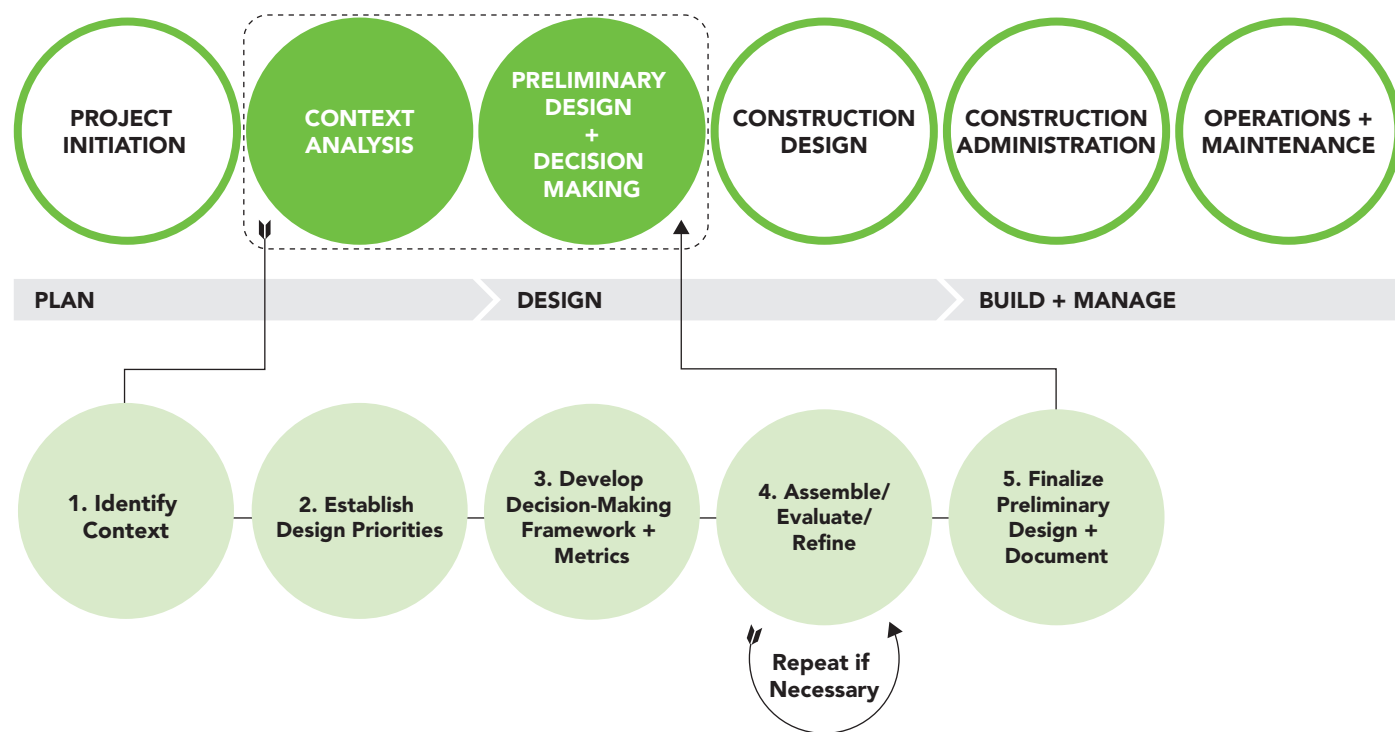 PROJECT
INITIATION
CONTEXT
ANALYSIS
PRELIMINARY
DESIGN
+
DECISION
MAKING
CONSTRUCTION
DESIGN
CONSTRUCTION
ADMINISTRATION
OPERATIONS +
MAINTENANCE
PLAN
DESIGN
BUILD + MANAGE
1. Identify
Context
2. Establish
Design Priorities
3. Develop
Decision-Making
Framework +
Metrics
4. Assemble/
Evaluate/
Refine
5. Finalize
Preliminary
Design +
Document
Repeat if
Necessary